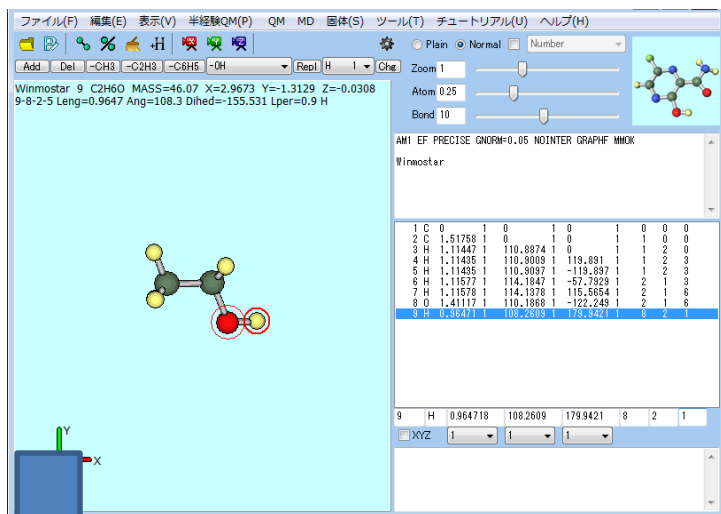 ファイル(F) 編集(E) 表示(V) 半経験QM(P) QM MD 固体(S) ツール(T) チュートリアル(U) ヘルプ(H)
-H
Plain Normal Number
Add Del -CH3 -C2H3 -C6H5 -OH Repl H 1 Chg
Zoom 1
Atom 0.25
Bond 10
Winmostar 9 C2H6O MASS=46.07 X=2.9673 Y=-1.3129 Z=-0.0308
9-8-2-5 Leng=0.9647 Ang=108.3 Dihed=-155.531 Lper=0.9 H
AM1 EF PRECISE GNORM=0.05 NOINTER GRAPHF MMOK
Winmostar
1 C 0 1 0 1 0 1 0 0 0
2 C 1.51758 1 0 1 0 1 1 0 0
3 H 1.11447 1 110.8874 1 0 1 1 2 0
4 H 1.11435 1 110.9009 1 119.891 1 1 2 3
5 H 1.11435 1 110.9097 1 -119.897 1 1 2 3
6 H 1.11577 1 114.1847 1 -57.7929 1 2 1 3
7 H 1.11578 1 114.1378 1 115.5654 1 2 1 6
8 O 1.41117 1 110.1868 1 -122.249 1 2 1 6
9 H 0.96471 1 108.2609 1 179.9421 1 8 2 1
9 H 0.964718 108.2609 179.9421 8 2 1
XYZ 1 1 1
Y
X